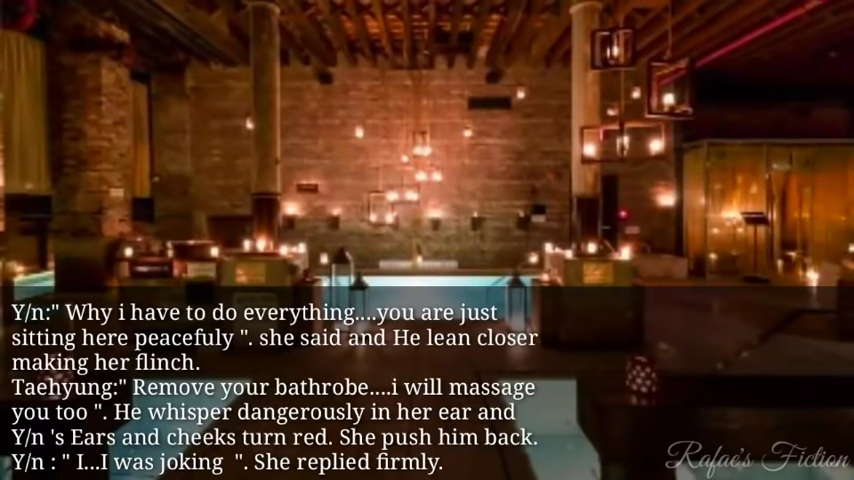 Y/n:" Why i have to do everything....you are just
sitting here peacefuly ". she said and He lean closer
making her flinch.
Taehyung:" Remove your bathrobe....i will massage
you too ". He whisper dangerously in her ear and
Y/n 's Ears and cheeks turn red. She push him back.
Y/n : " I...I was joking  ". She replied firmly.
Rafae's Fiction